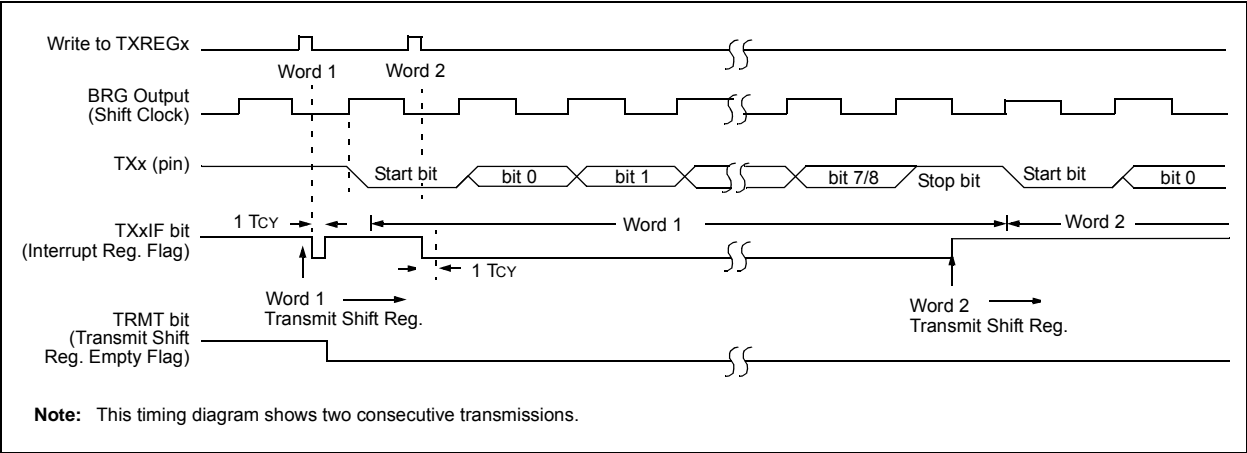 Write to TXREGx
Word 1
Word 2
BRG Output
(Shift Clock)
TXx (pin)
Start bit
bit 0
bit 1
bit 7/8
Stop bit
Start bit
bit 0
TXxIF bit
(Interrupt Reg. Flag)
1 TCY
Word 1
Word 2
1 TCY
Word 1
Transmit Shift Reg.
Word 2
Transmit Shift Reg.
TRMT bit
(Transmit Shift
Reg. Empty Flag)
Note: This timing diagram shows two consecutive transmissions.